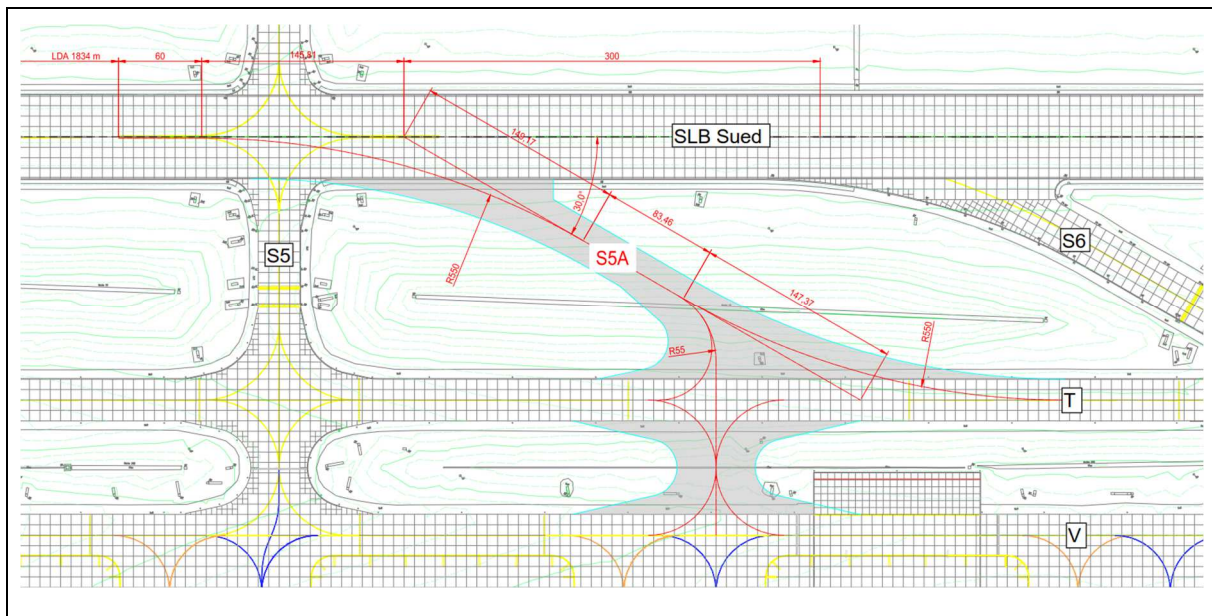 LDA 1834 m
60
145,81
300
SLB Sued
149,17
30,0°
83,46
S5
R550
S5A
S6
147,37
R55
R550
T
V